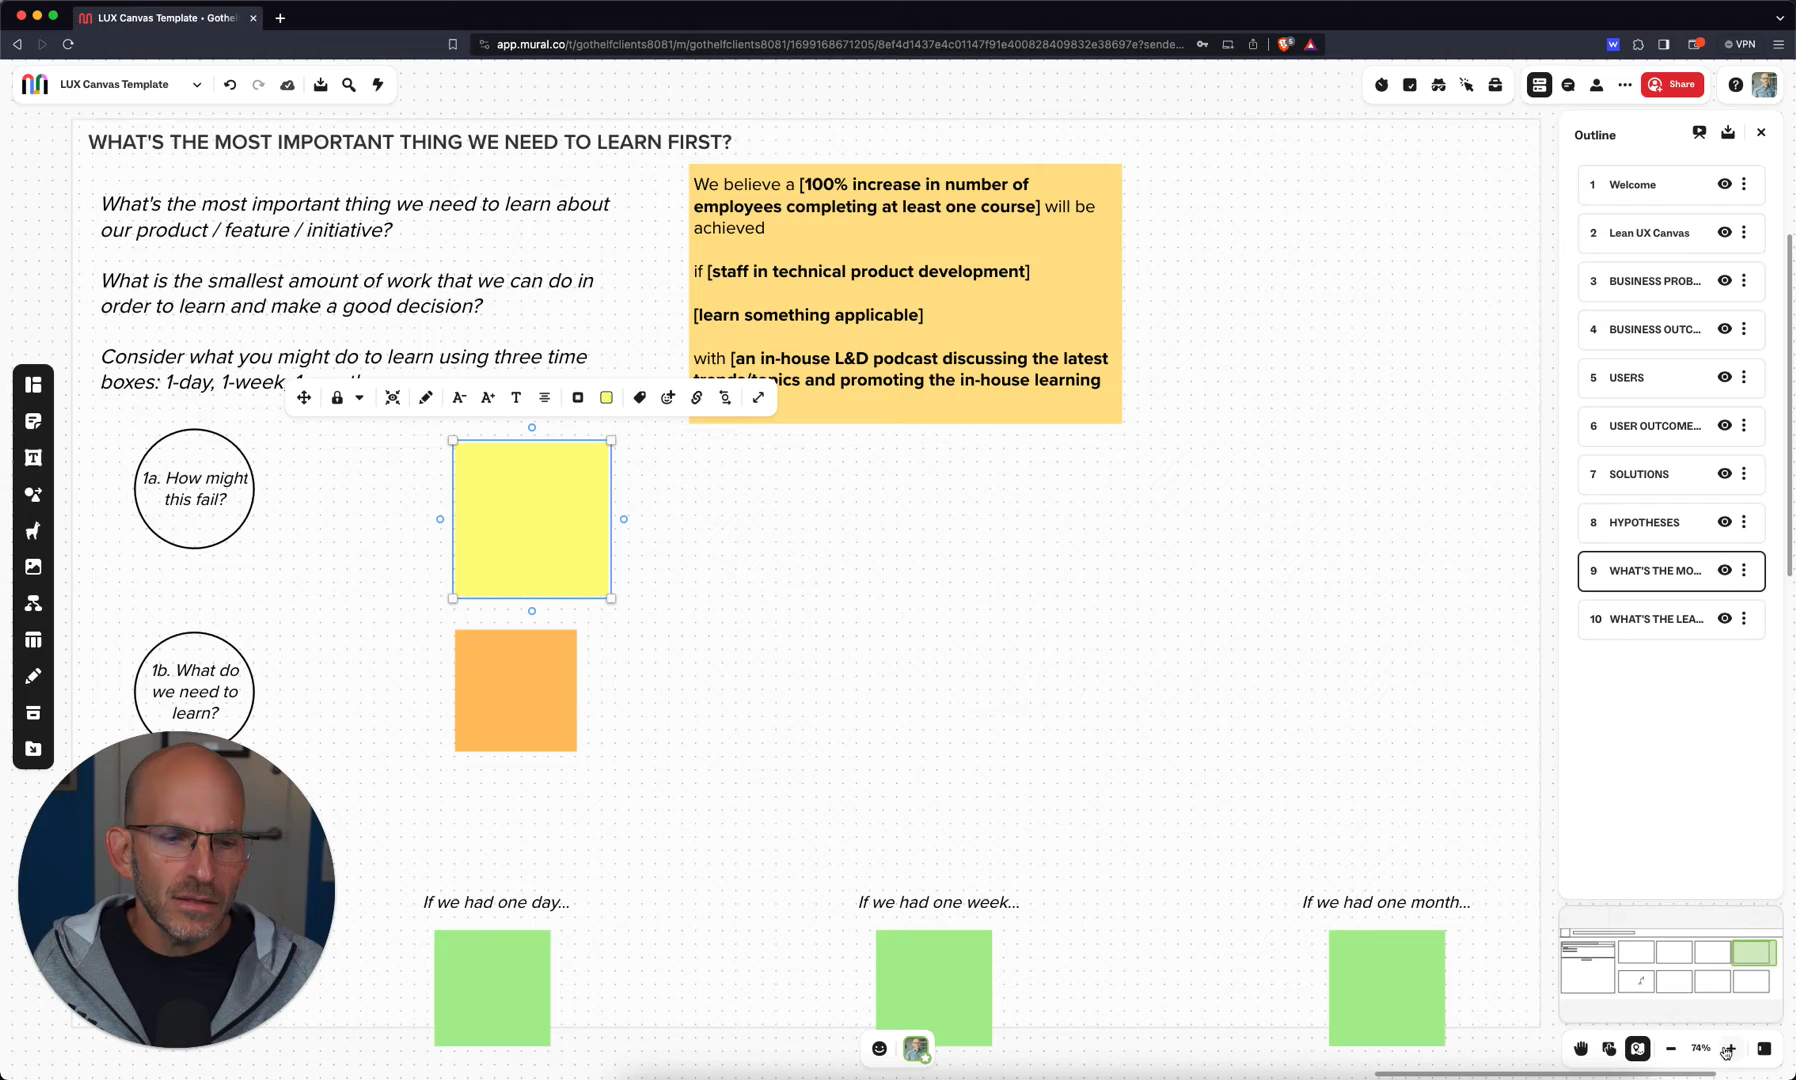 LUX Canvas Template • Gothelf
app.mural.co/t/gothelfclients8081/m/gothelfclients8081/1699168671205/8ef4d1437e4c01147f91e400828409832e38697e?sende...
VPN
LUX Canvas Template
Share
WHAT'S THE MOST IMPORTANT THING WE NEED TO LEARN FIRST?
What's the most important thing we need to learn about
our product / feature / initiative?
What is the smallest amount of work that we can do in
order to learn and make a good decision?
Consider what you might do to learn using three time
boxes: 1-day, 1-week,
We believe a [100% increase in number of
employees completing at least one course] will be
achieved
if [staff in technical product development]
[learn something applicable]
with [an in-house L&D podcast discussing the latest
trends/topics and promoting the in-house learning
1a. How might
this fail?
1b. What do
we need to
learn?
If we had one day...
If we had one week...
If we had one month...
Outline
1 Welcome
2 Lean UX Canvas
3 BUSINESS PROB...
4 BUSINESS OUTC...
5 USERS
6 USER OUTCOME...
7 SOLUTIONS
8 HYPOTHESES
9 WHAT'S THE MO...
10 WHAT'S THE LEA...
74%